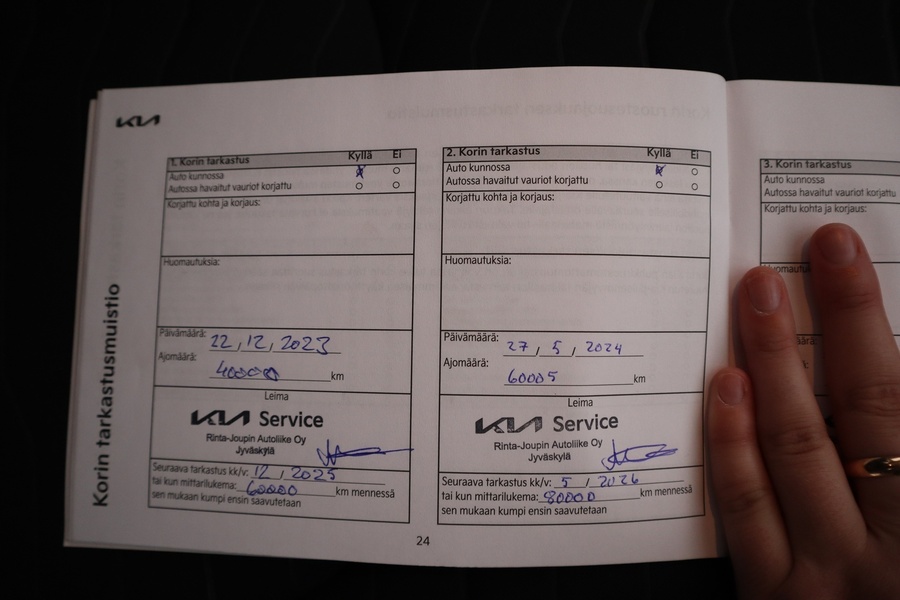 KIA
Korin tarkastusmuistio
1. Korin tarkastus Kyllä Ei
Auto kunnossa
Autossa havaitut vauriot korjattu
Korjattu kohta ja korjaus:
Huomautuksia:
Päivämäärä: 22, 12, 2023
Ajomäärä: km
Leima
KIA Service
Rinta-Joupin Autoliike Oy
Jyväskylä
Seuraava tarkastus kk/v: 12 / 2025
tai kun mittarilukema: 60000 km mennessä
sen mukaan kumpi ensin saavutetaan
2. Korin tarkastus Kyllä Ei
Auto kunnossa
Autossa havaitut vauriot korjattu
Korjattu kohta ja korjaus:
Huomautuksia:
Päivämäärä: 27, 5, 2024
Ajomäärä: 60005 km
Leima
KIA Service
Rinta-Joupin Autoliike Oy
Jyväskylä
Seuraava tarkastus kk/v: 5 / 2026
tai kun mittarilukema: 80000 km mennessä
sen mukaan kumpi ensin saavutetaan
3. Korin tarkastus
Auto kunnossa
Autossa havaitut vauriot korjattu
Korjattu kohta ja korjaus:
24